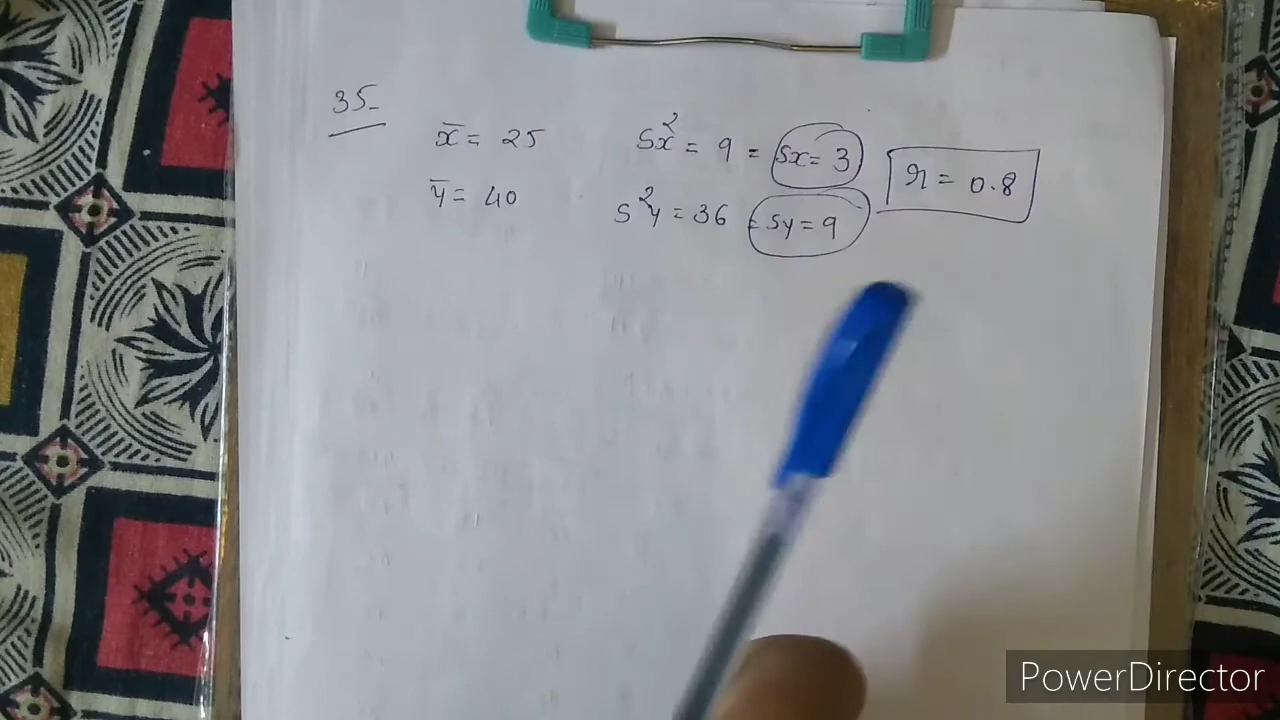 35-
x̄ = 25 Sx² = 9 = Sx = 3 r = 0.8
ȳ = 40 S²y = 36 = Sy = 9
PowerDirector